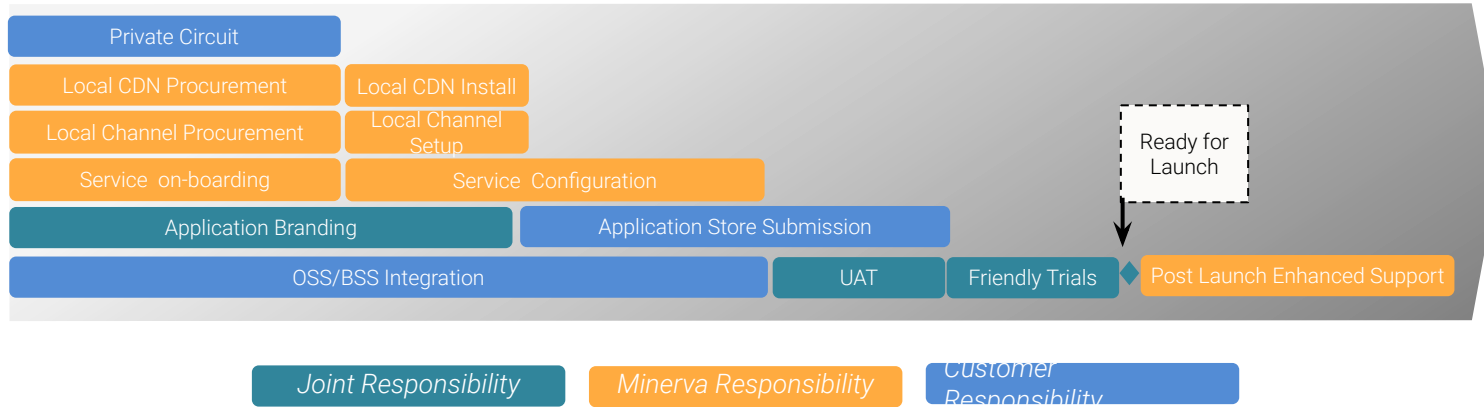 Private Circuit
Local CDN Procurement
Local CDN Install
Local Channel Procurement
Local Channel
Setup
Service on-boarding
Service Configuration
Ready for
Launch
Application Branding
Application Store Submission
OSS/BSS Integration
UAT
Friendly Trials
Post Launch Enhanced Support
Joint Responsibility
Minerva Responsibility
Customer
Responsibility